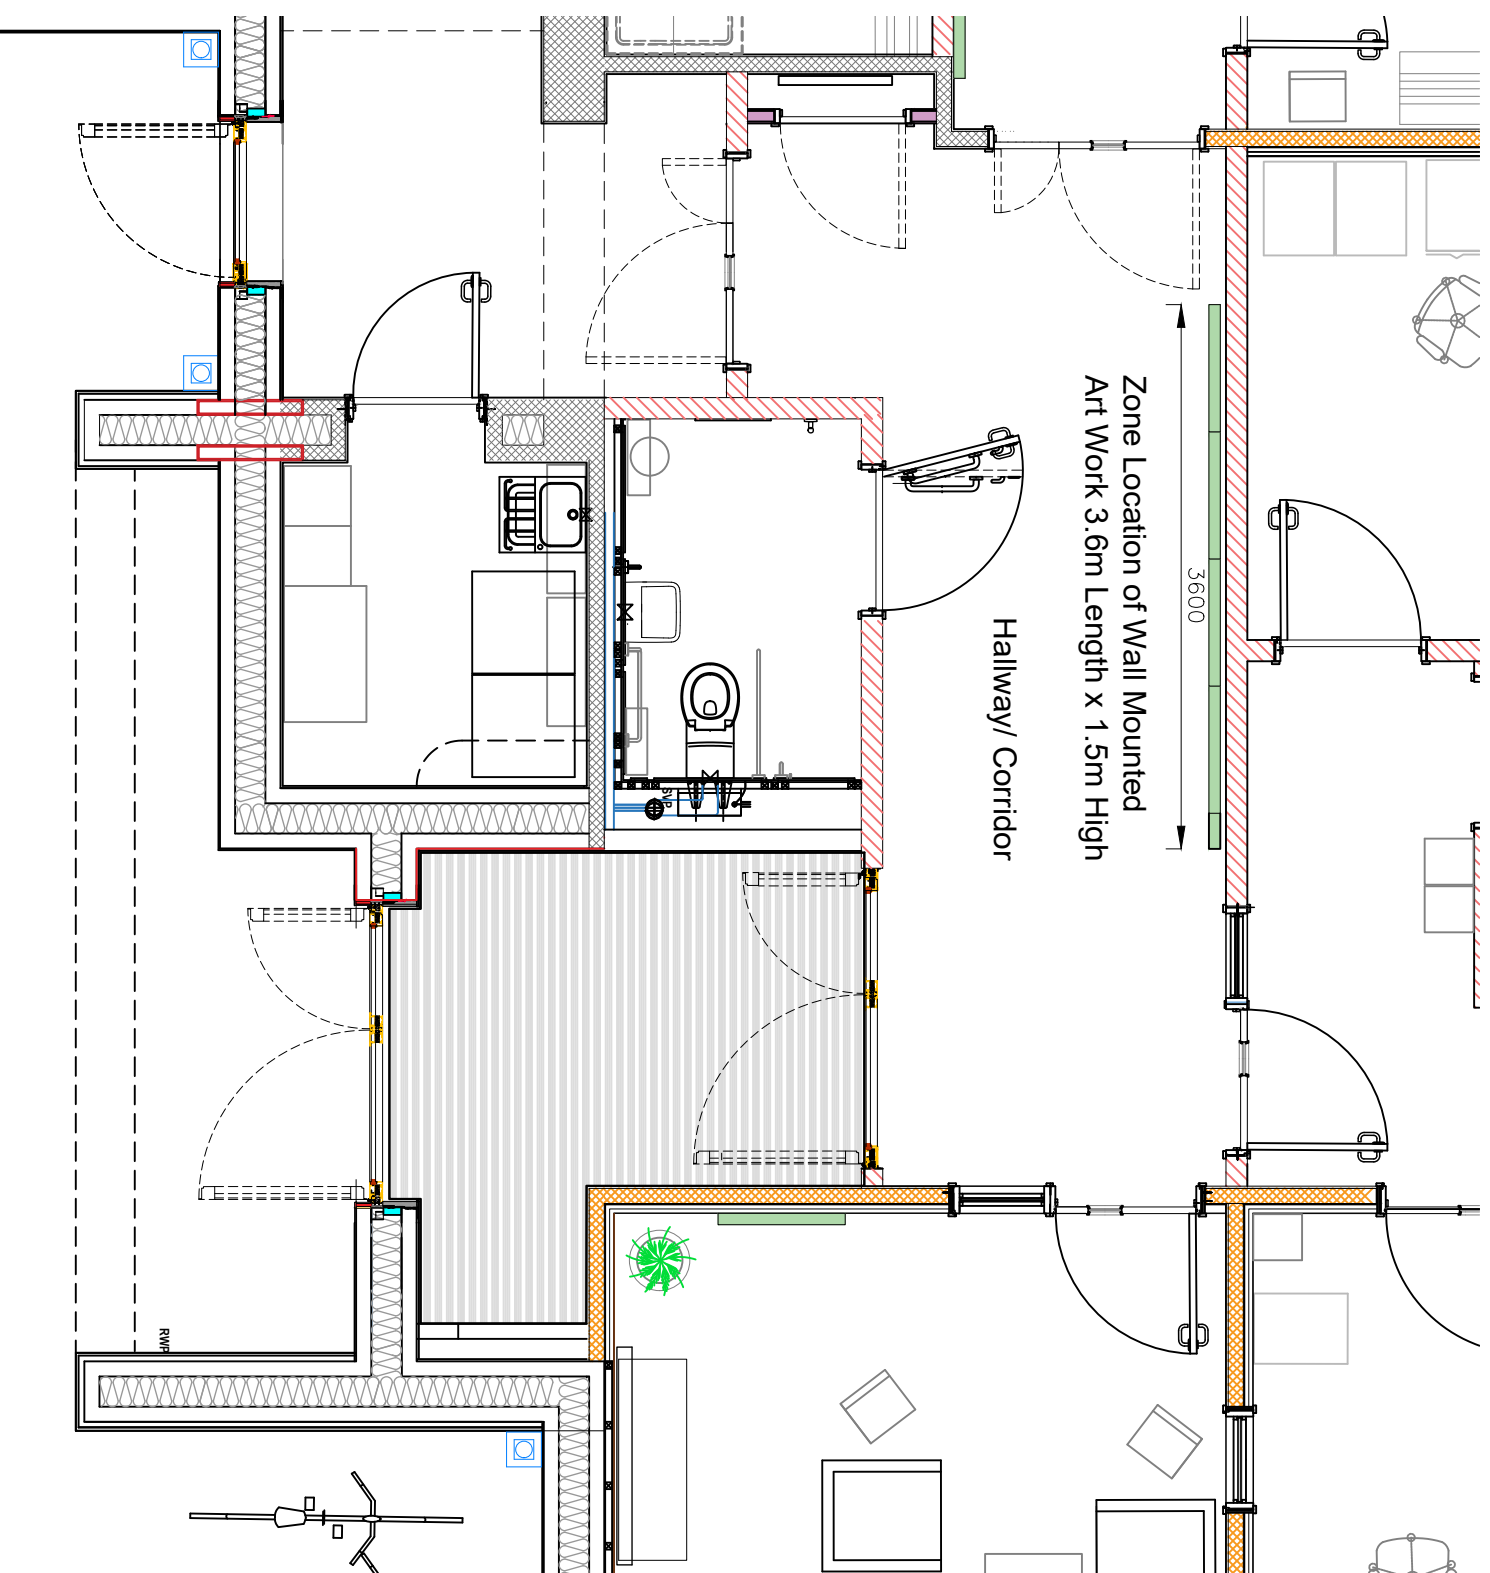 Zone Location of Wall Mounted
Art Work 3.6m Length x 1.5m High
3600
Hallway/ Corridor
SVP
RWP